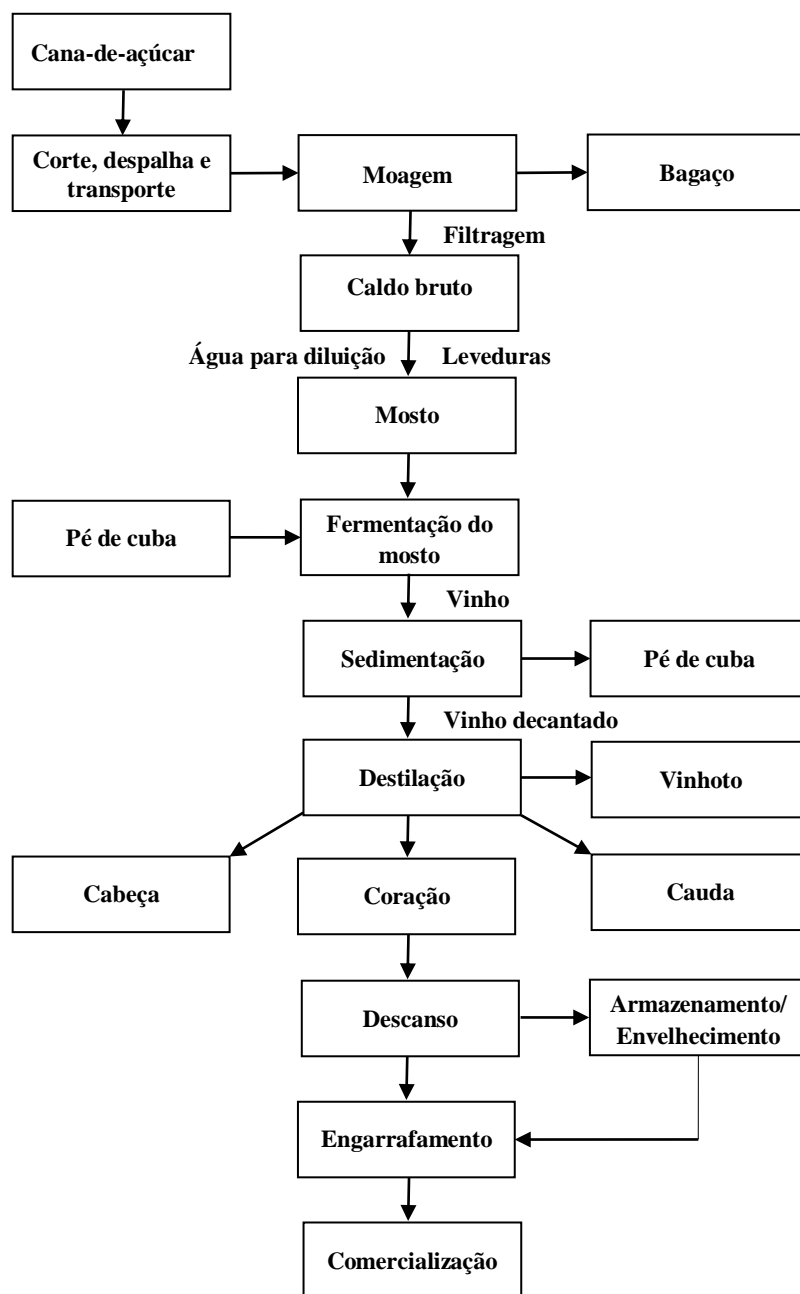 Cana-de-açúcar
Corte, despalha e
transporte
Moagem
Bagaço
Filtragem
Caldo bruto
Água para diluição
Leveduras
Mosto
Pé de cuba
Fermentação do
mosto
Vinho
Sedimentação
Pé de cuba
Vinho decantado
Destilação
Vinhoto
Cabeça
Coração
Cauda
Descanso
Armazenamento/
Envelhecimento
Engarrafamento
Comercialização